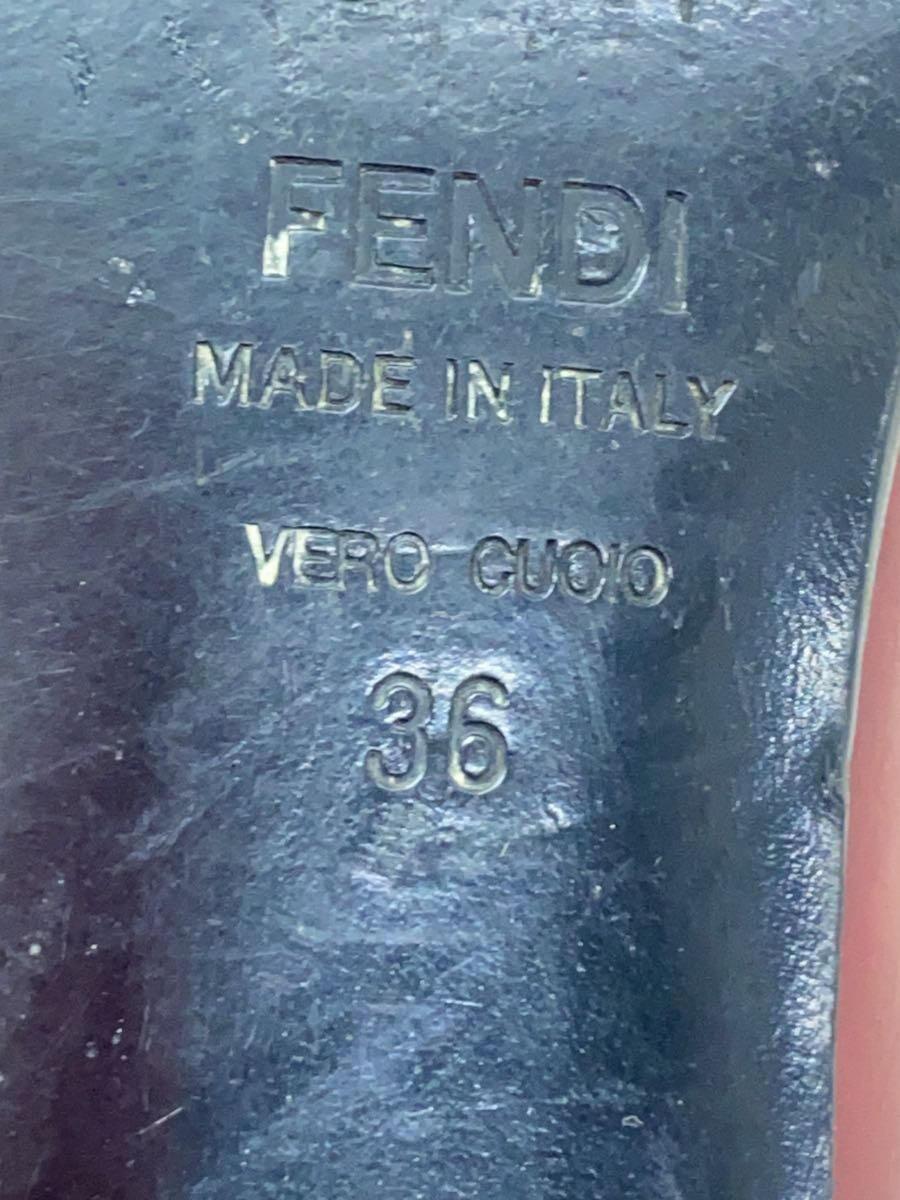 FENDI
MADE IN ITALY
VERO CUOIO
36